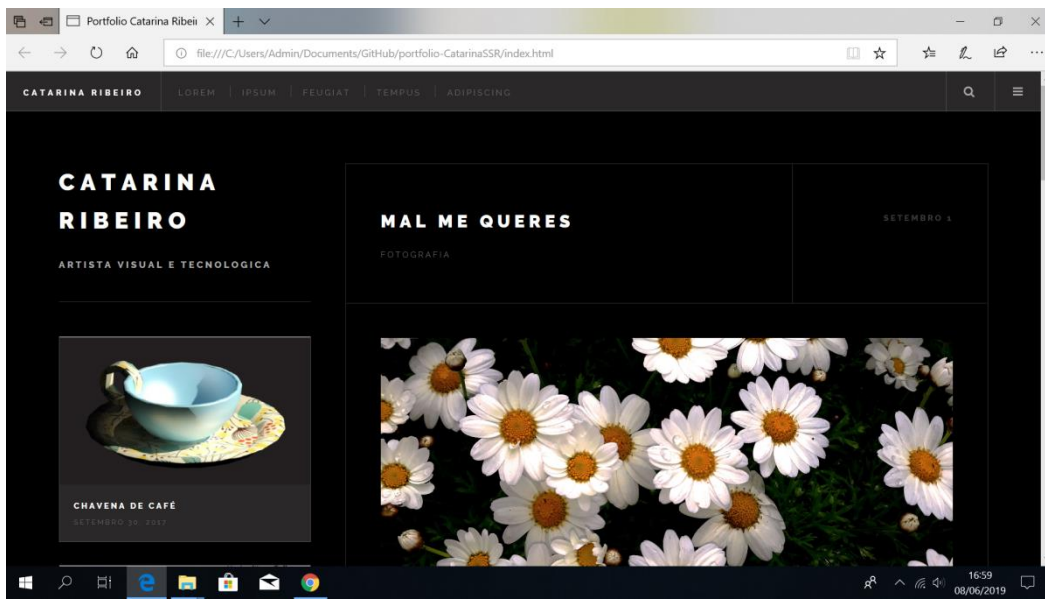 Portfolio Catarina Ribeir
file:///C:/Users/Admin/Documents/GitHub/portfolio-CatarinaSSR/index.html
CATARINA RIBEIRO LOREM IPSUM FEUGIAT TEMPUS ADIPISCING
CATARINA
RIBEIRO
ARTISTA VISUAL E TECNOLOGICA
MAL ME QUERES
FOTOGRAFIA
SETEMBRO 1
CHAVENA DE CAFÉ
SETEMBRO 30, 2017
16:59
08/06/2019